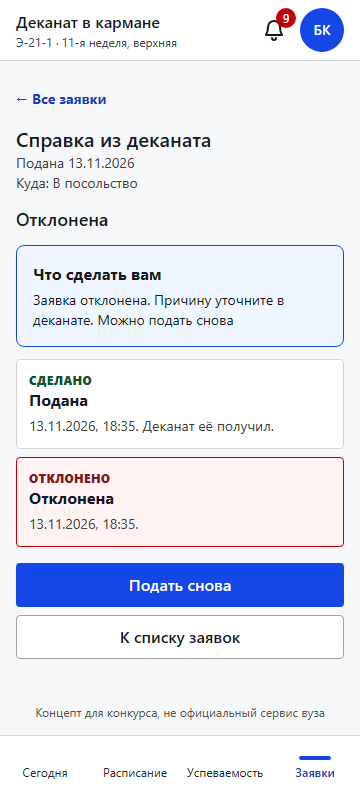 Деканат в кармане
Э-21-1 · 11-я неделя, верхняя
9
БК
← Все заявки
Справка из деканата
Подана 13.11.2026
Куда: В посольство
Отклонена
Что сделать вам
Заявка отклонена. Причину уточните в
деканате. Можно подать снова
СДЕЛАНО
Подана
13.11.2026, 18:35. Деканат её получил.
ОТКЛОНЕНО
Отклонена
13.11.2026, 18:35.
Подать снова
К списку заявок
Концепт для конкурса, не официальный сервис вуза
Сегодня
Расписание
Успеваемость
Заявки